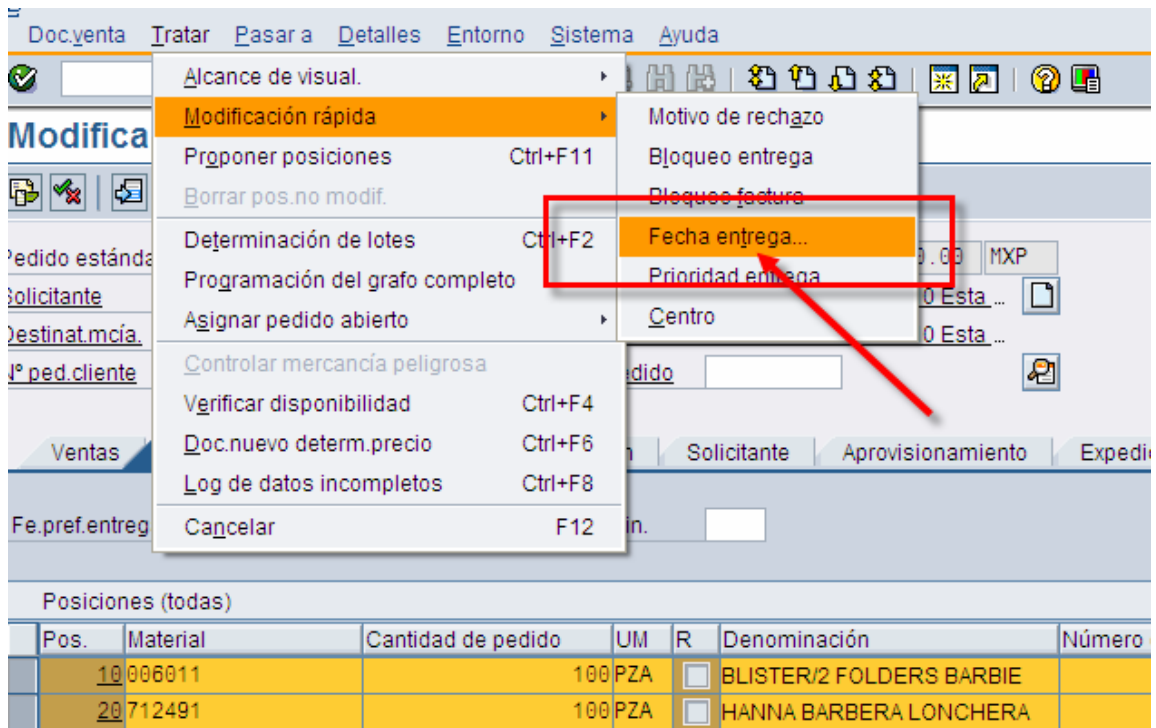 Doc.venta Tratar Pasar a Detalles Entorno Sistema Ayuda
Alcance de visual.
Modificación rápida
Proponer posiciones Ctrl+F11
Borrar pos.no modif.
Determinación de lotes Ctrl+F2
Programación del grafo completo
Asignar pedido abierto
Controlar mercancía peligrosa
Verificar disponibilidad Ctrl+F4
Doc.nuevo determ.precio Ctrl+F6
Log de datos incompletos Ctrl+F8
Cancelar F12
Motivo de rechazo
Bloqueo entrega
Bloqueo factura
Fecha entrega...
Prioridad entrega
Centro
Modifica
Pedido estánda 0.00 MXP
Solicitante 0 Esta ...
Destinat.mcía. 0 Esta ...
Nº ped.cliente edido
Ventas n Solicitante Aprovisionamiento Expedic
Fe.pref.entreg in.
Posiciones (todas)
Pos. Material Cantidad de pedido UM R Denominación Número
10 006011 100 PZA BLISTER/2 FOLDERS BARBIE
20 712491 100 PZA HANNA BARBERA LONCHERA